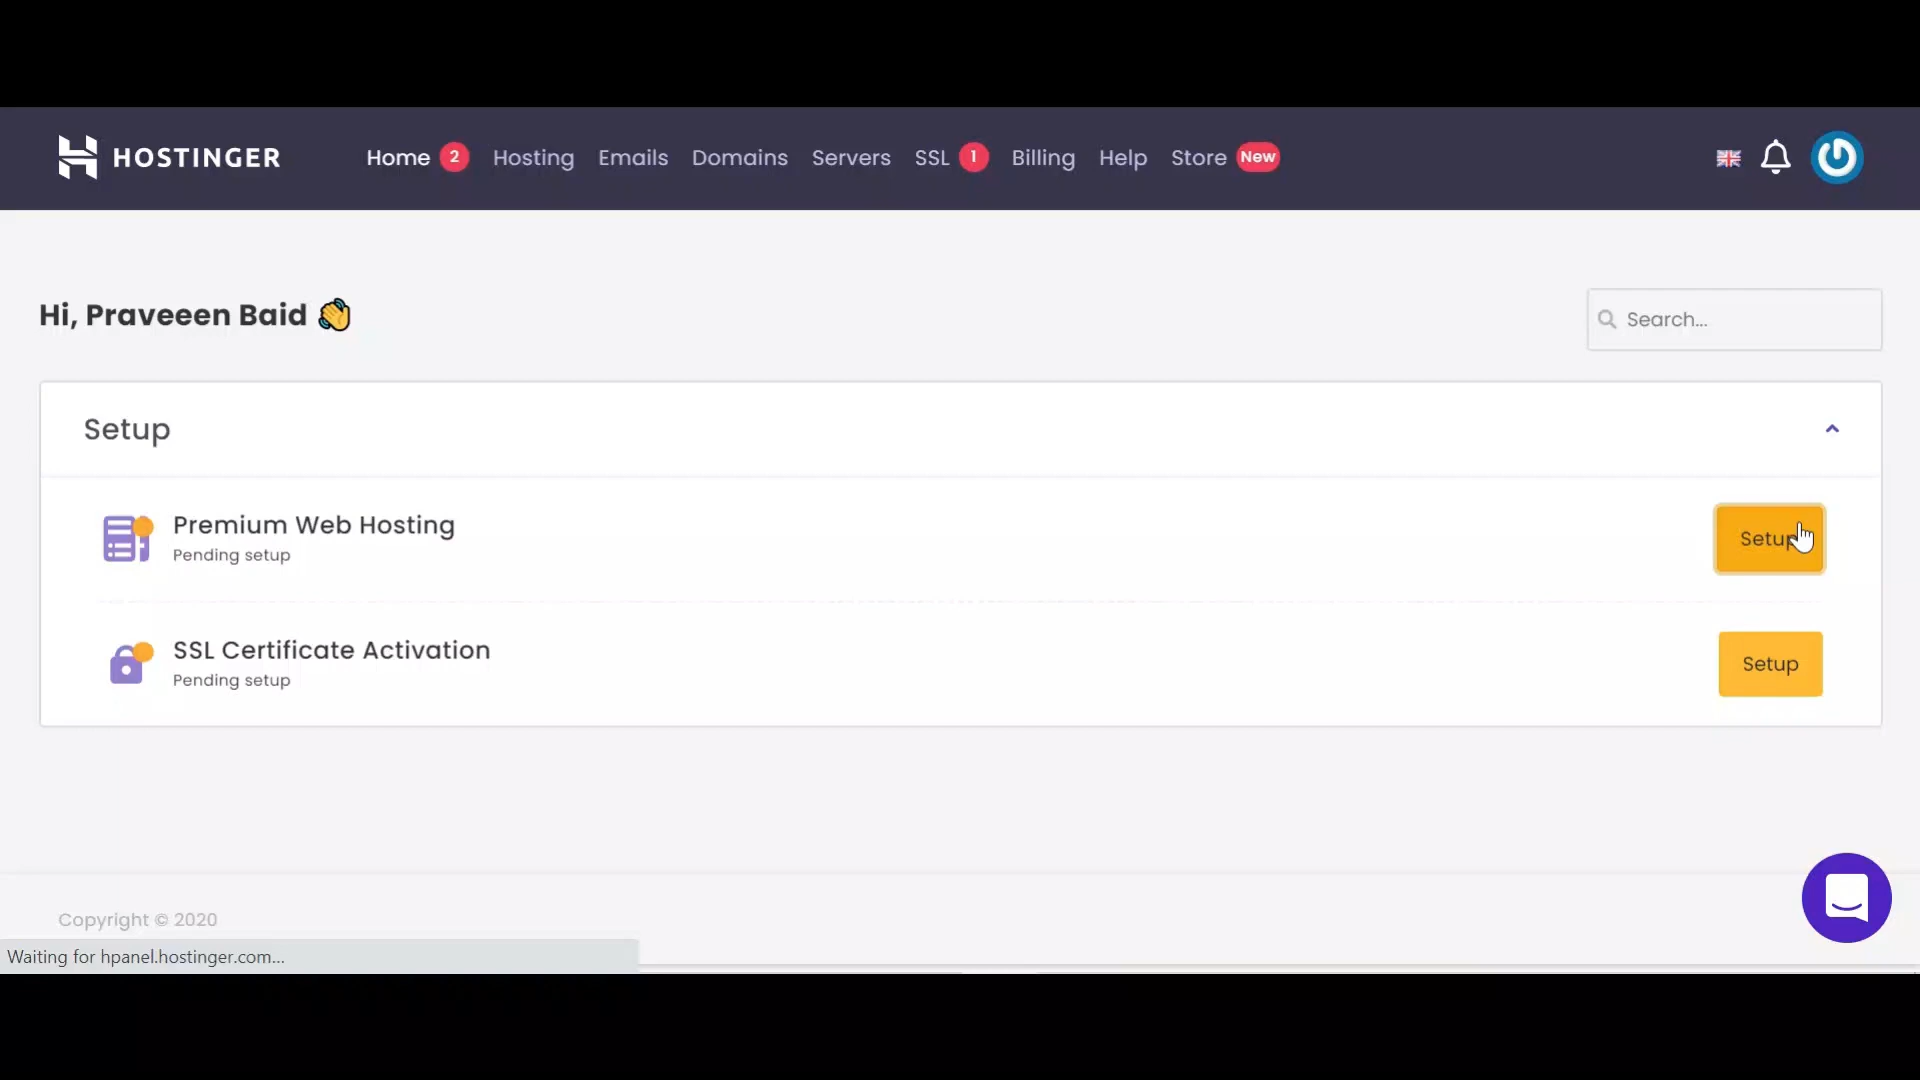 HOSTINGER Home 2 Hosting Emails Domains Servers SSL 1 Billing Help Store New
Hi, Praveeen Baid 👋
Search...
Setup
Premium Web Hosting
Pending setup
Setup
SSL Certificate Activation
Pending setup
Setup
Copyright © 2020
Waiting for hpanel.hostinger.com...